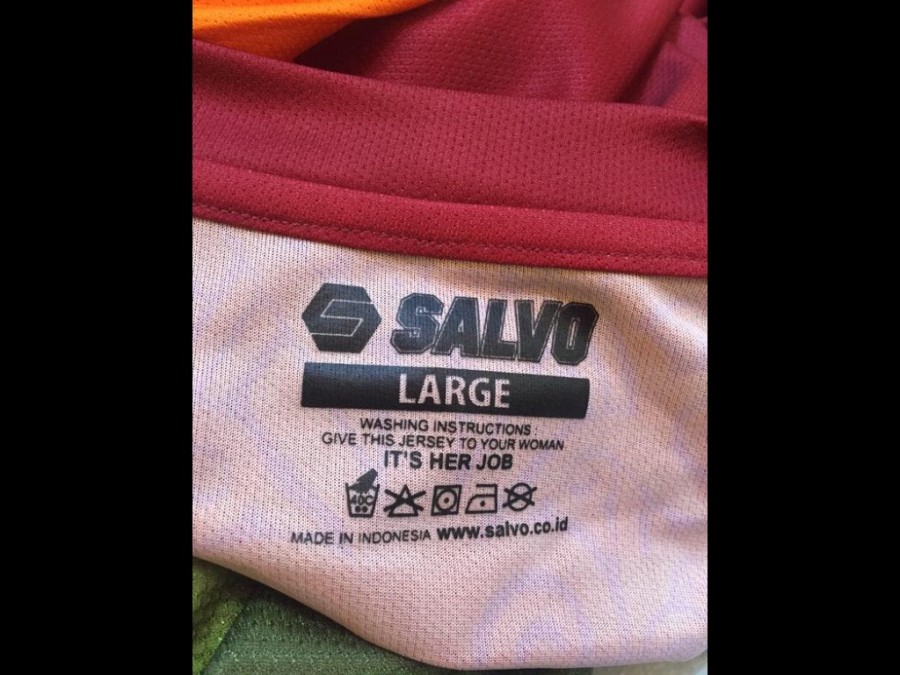 SALVO
LARGE
WASHING INSTRUCTIONS :
GIVE THIS JERSEY TO YOUR WOMAN
IT'S HER JOB
40C
MADE IN INDONESIA www.salvo.co.id